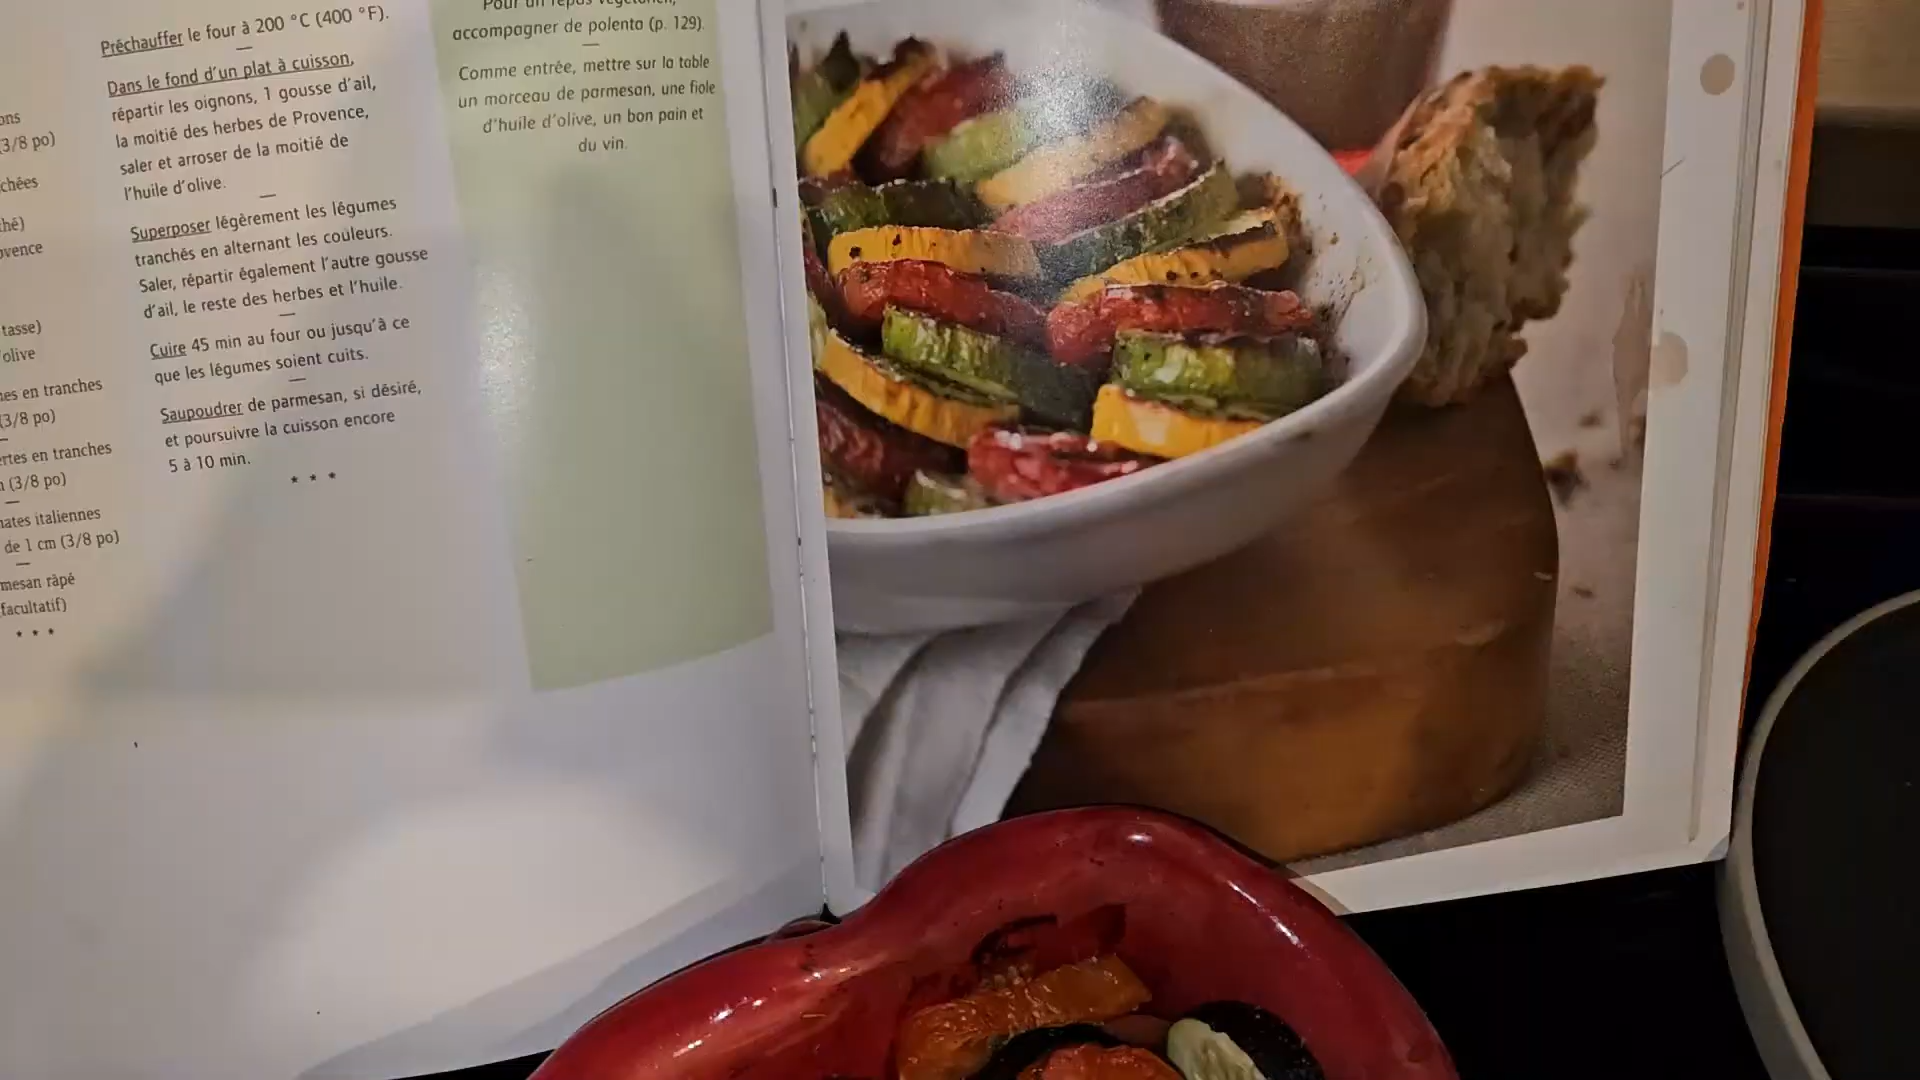 ons
(3/8 po)
chées
ché)
ovence
tasse)
olive
es en tranches
(3/8 po)
ertes en tranches
(3/8 po)
mates italiennes
de 1 cm (3/8 po)
mesan râpé
facultatif)
* * *
Préchauffer le four à 200 °C (400 °F).
Dans le fond d'un plat à cuisson,
répartir les oignons, 1 gousse d'ail,
la moitié des herbes de Provence,
saler et arroser de la moitié de
l'huile d'olive.
Superposer légèrement les légumes
tranchés en alternant les couleurs.
Saler, répartir également l'autre gousse
d'ail, le reste des herbes et l'huile.
Cuire 45 min au four ou jusqu'à ce
que les légumes soient cuits.
Saupoudrer de parmesan, si désiré,
et poursuivre la cuisson encore
5 à 10 min.
* * *
Pour un repas végétarien,
accompagner de polenta (p. 129).
Comme entrée, mettre sur la table
un morceau de parmesan, une fiole
d'huile d'olive, un bon pain et
du vin.